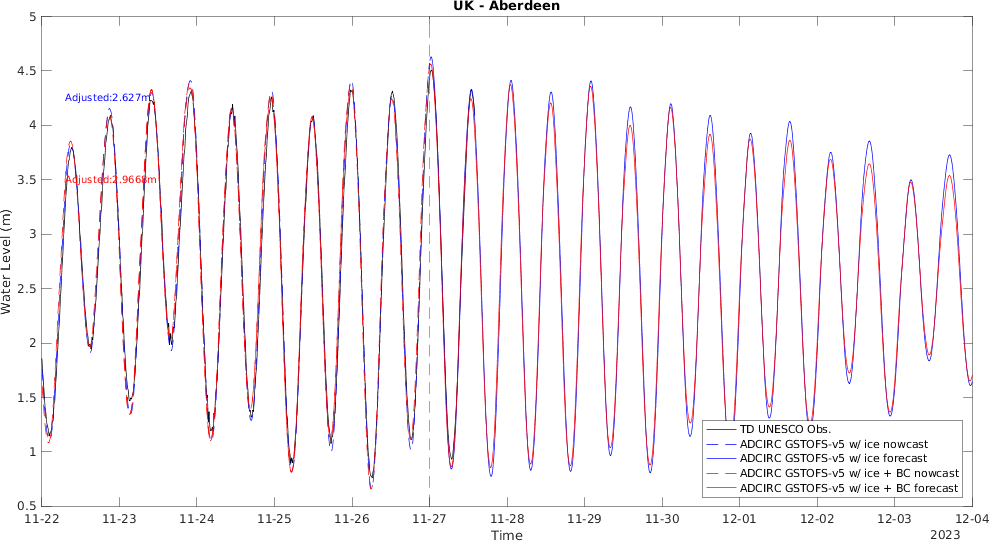 UK - Aberdeen
5
4.5
4
3.5
3
2.5
2
1.5
1
0.5
Water Level (m)
Adjusted:2.627m
Adjusted:2.9668m
TD UNESCO Obs.
ADCIRC GSTOFS-v5 w/ ice nowcast
ADCIRC GSTOFS-v5 w/ ice forecast
ADCIRC GSTOFS-v5 w/ ice + BC nowcast
ADCIRC GSTOFS-v5 w/ ice + BC forecast
11-22 11-23 11-24 11-25 11-26 11-27 11-28 11-29 11-30 12-01 12-02 12-03 12-04
Time
2023